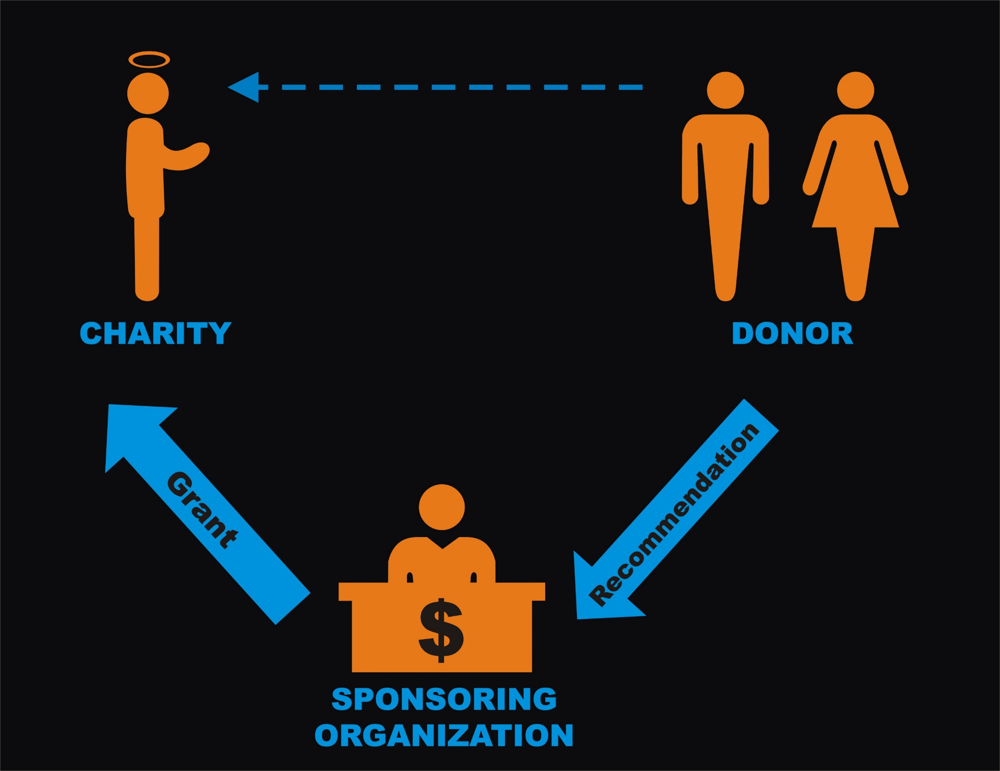 CHARITY
DONOR
Grant
Recommendation
$
SPONSORING
ORGANIZATION